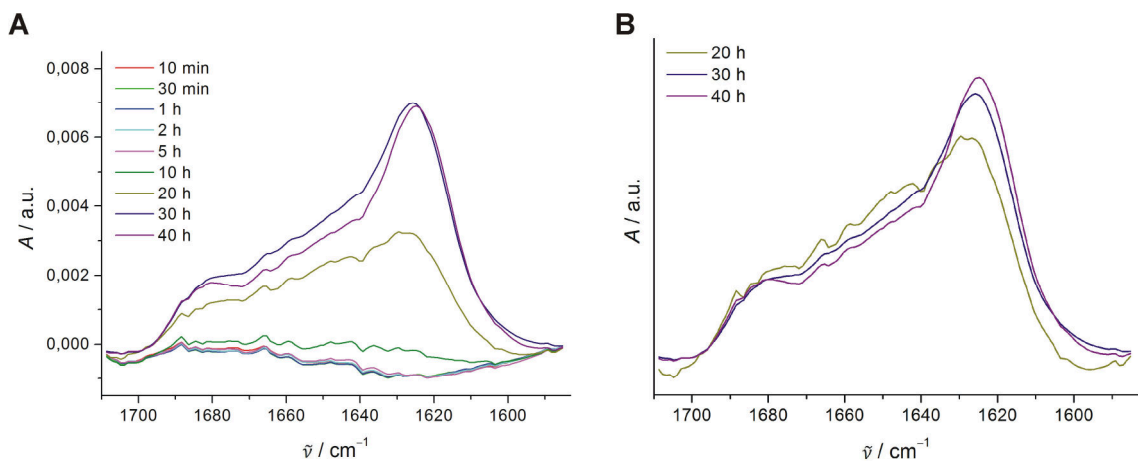 A
B
0,008
0,006
0,004
0,002
0,000
A / a.u.
10 min
30 min
1 h
2 h
5 h
10 h
20 h
30 h
40 h
1700 1680 1660 1640 1620 1600
ṽ / cm⁻¹
A / a.u.
20 h
30 h
40 h
1700 1680 1660 1640 1620 1600
ṽ / cm⁻¹